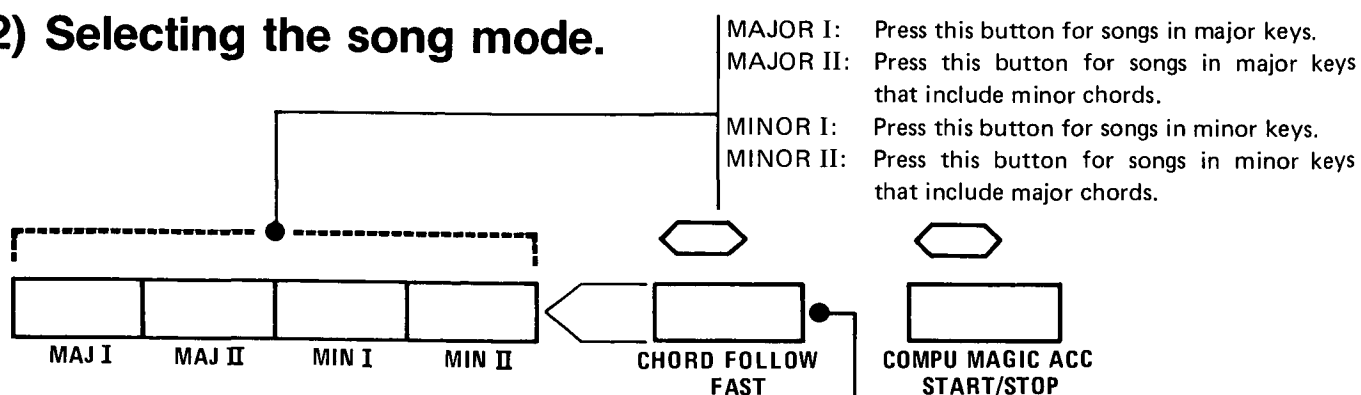 2) Selecting the song mode.
MAJOR I: Press this button for songs in major keys.
MAJOR II: Press this button for songs in major keys
that include minor chords.
MINOR I: Press this button for songs in minor keys.
MINOR II: Press this button for songs in minor keys
that include major chords.
MAJ I MAJ II MIN I MIN II CHORD FOLLOW COMPU MAGIC ACC
FAST START/STOP